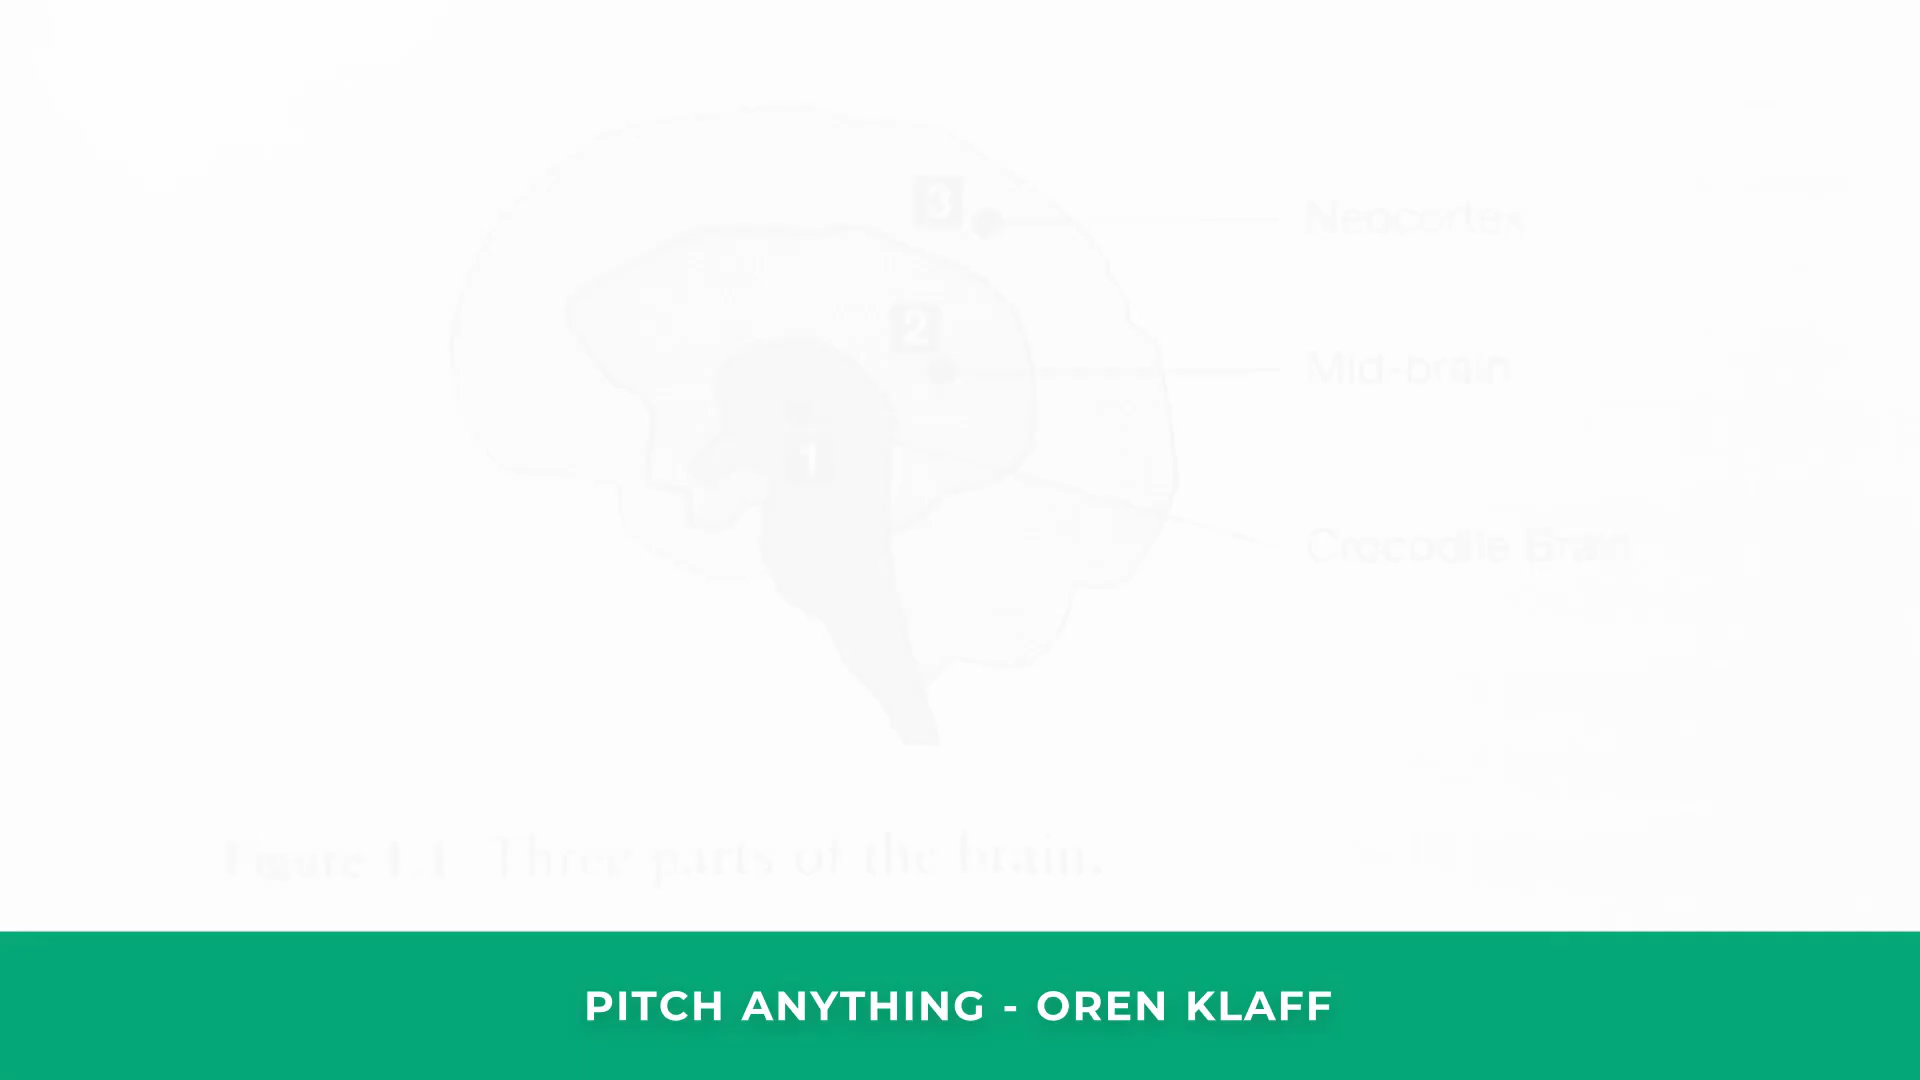 3
Neocortex
2
Mid-brain
1
Crocodile Brain
Figure 1.1 Three parts of the brain.
PITCH ANYTHING - OREN KLAFF